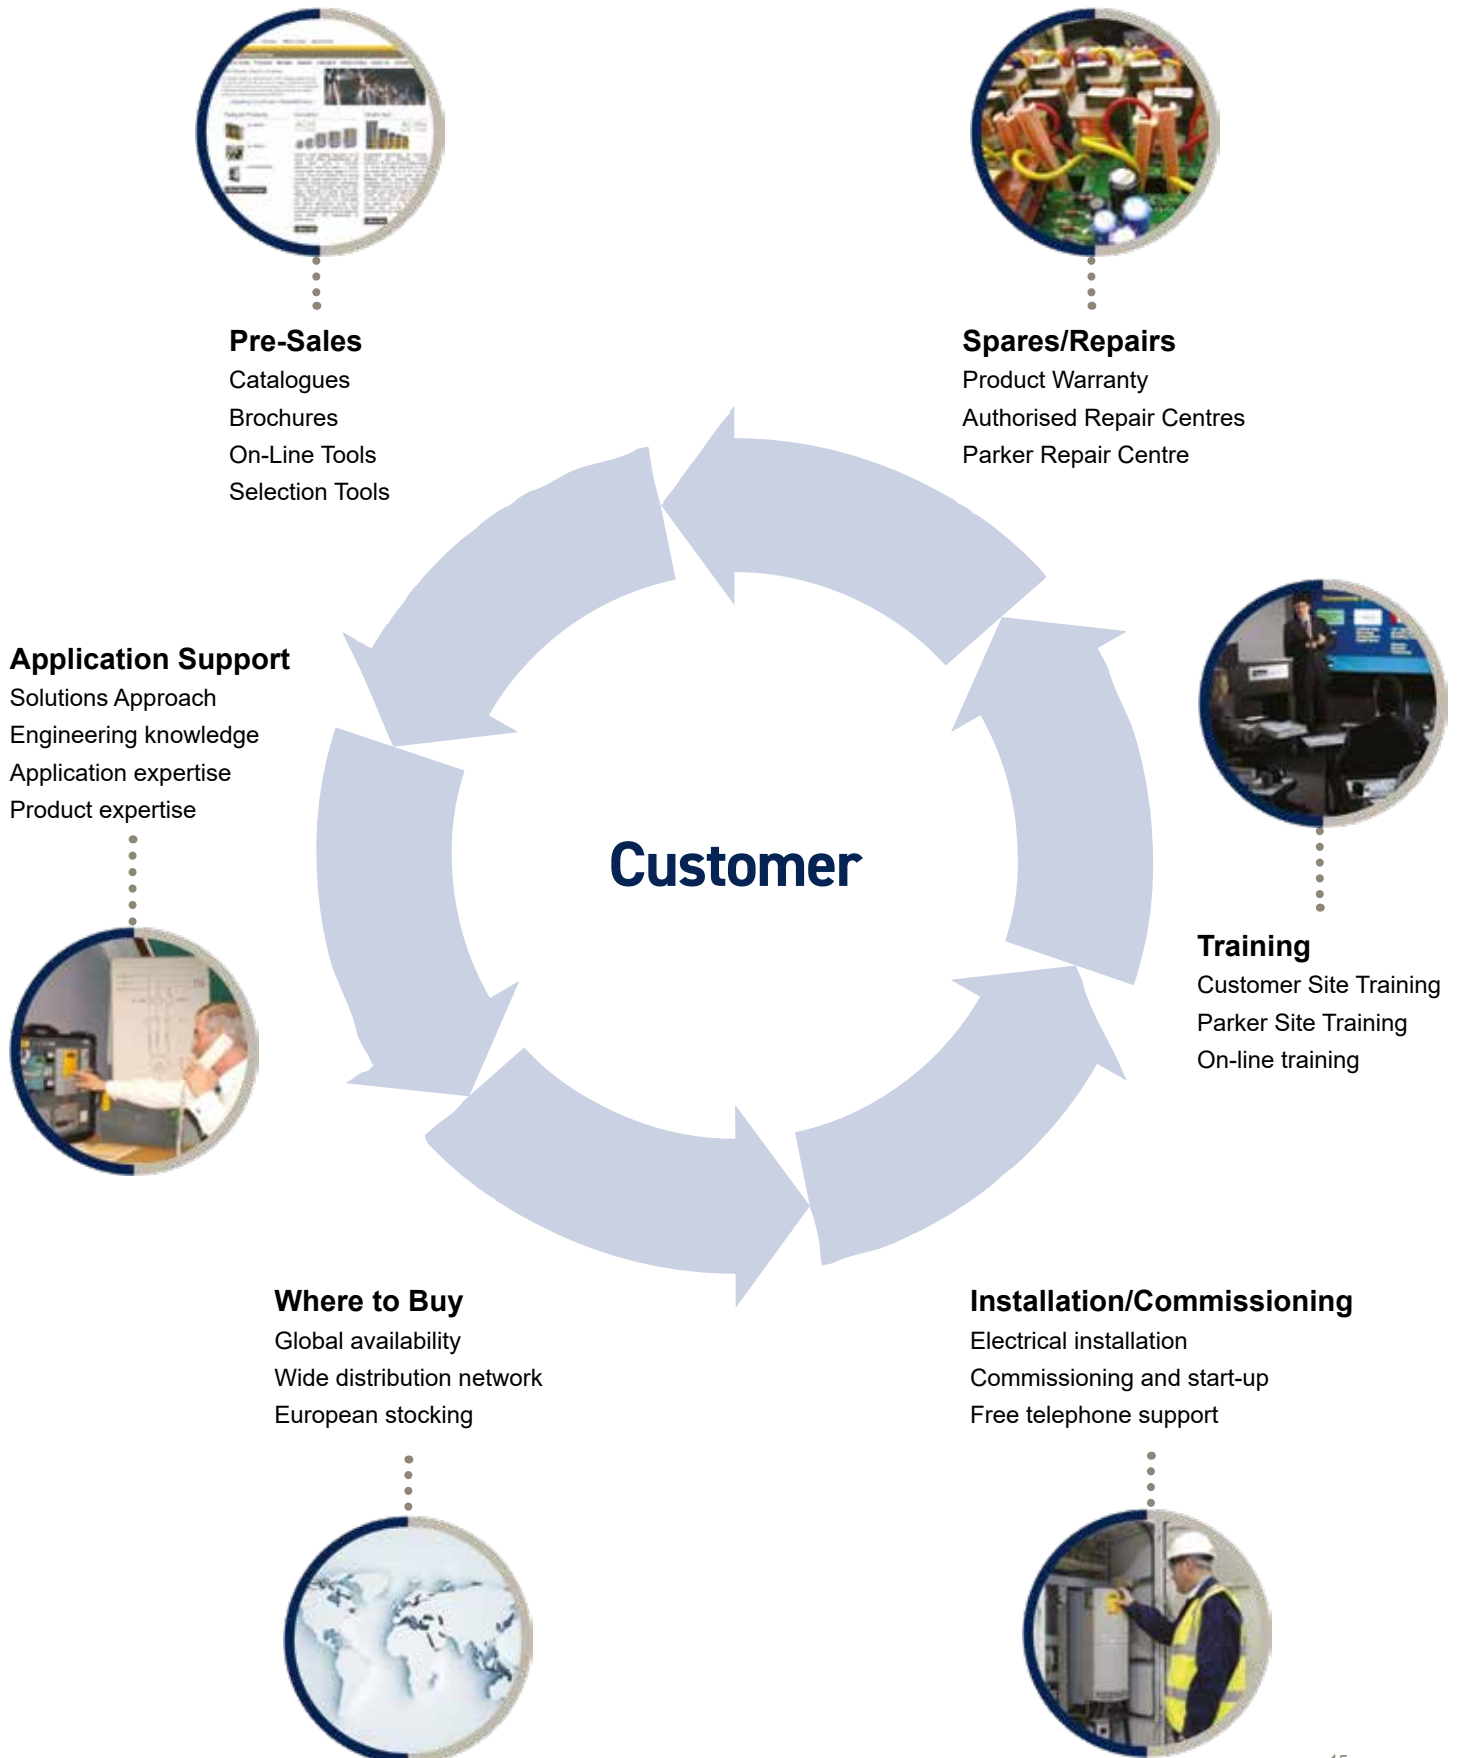 Pre-Sales
Catalogues
Brochures
On-Line Tools
Selection Tools
Spares/Repairs
Product Warranty
Authorised Repair Centres
Parker Repair Centre
Application Support
Solutions Approach
Engineering knowledge
Application expertise
Product expertise
Customer
Training
Customer Site Training
Parker Site Training
On-line training
Where to Buy
Global availability
Wide distribution network
European stocking
Installation/Commissioning
Electrical installation
Commissioning and start-up
Free telephone support